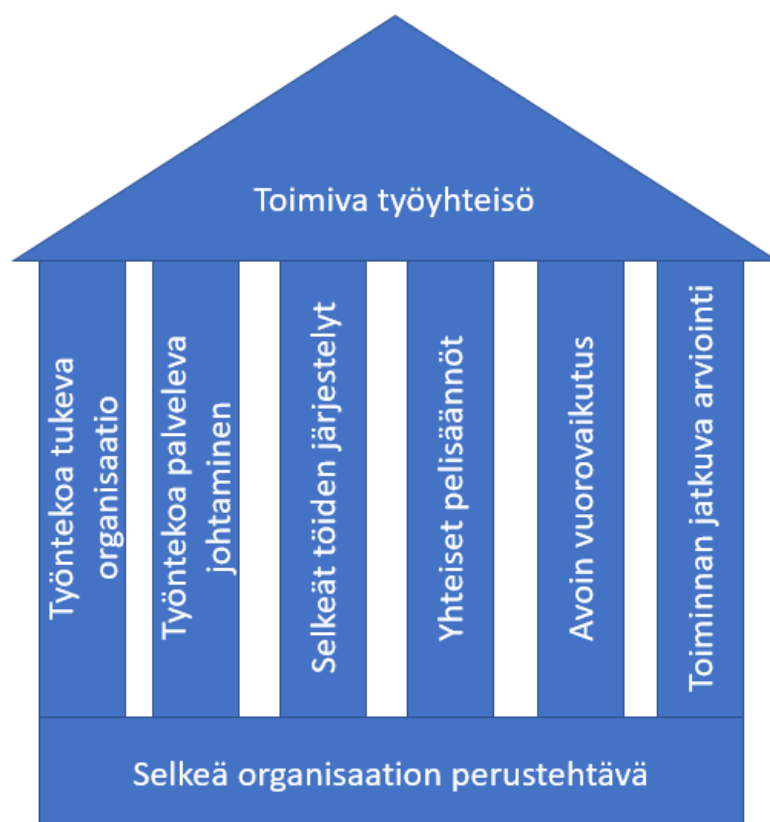 Toimiva työyhteisö
Työntekoa tukeva
organisaatio
Työntekoa palveleva
johtaminen
Selkeät töiden järjestelyt
Yhteiset pelisäännöt
Avoin vuorovaikutus
Toiminnan jatkuva arviointi
Selkeä organisaation perustehtävä